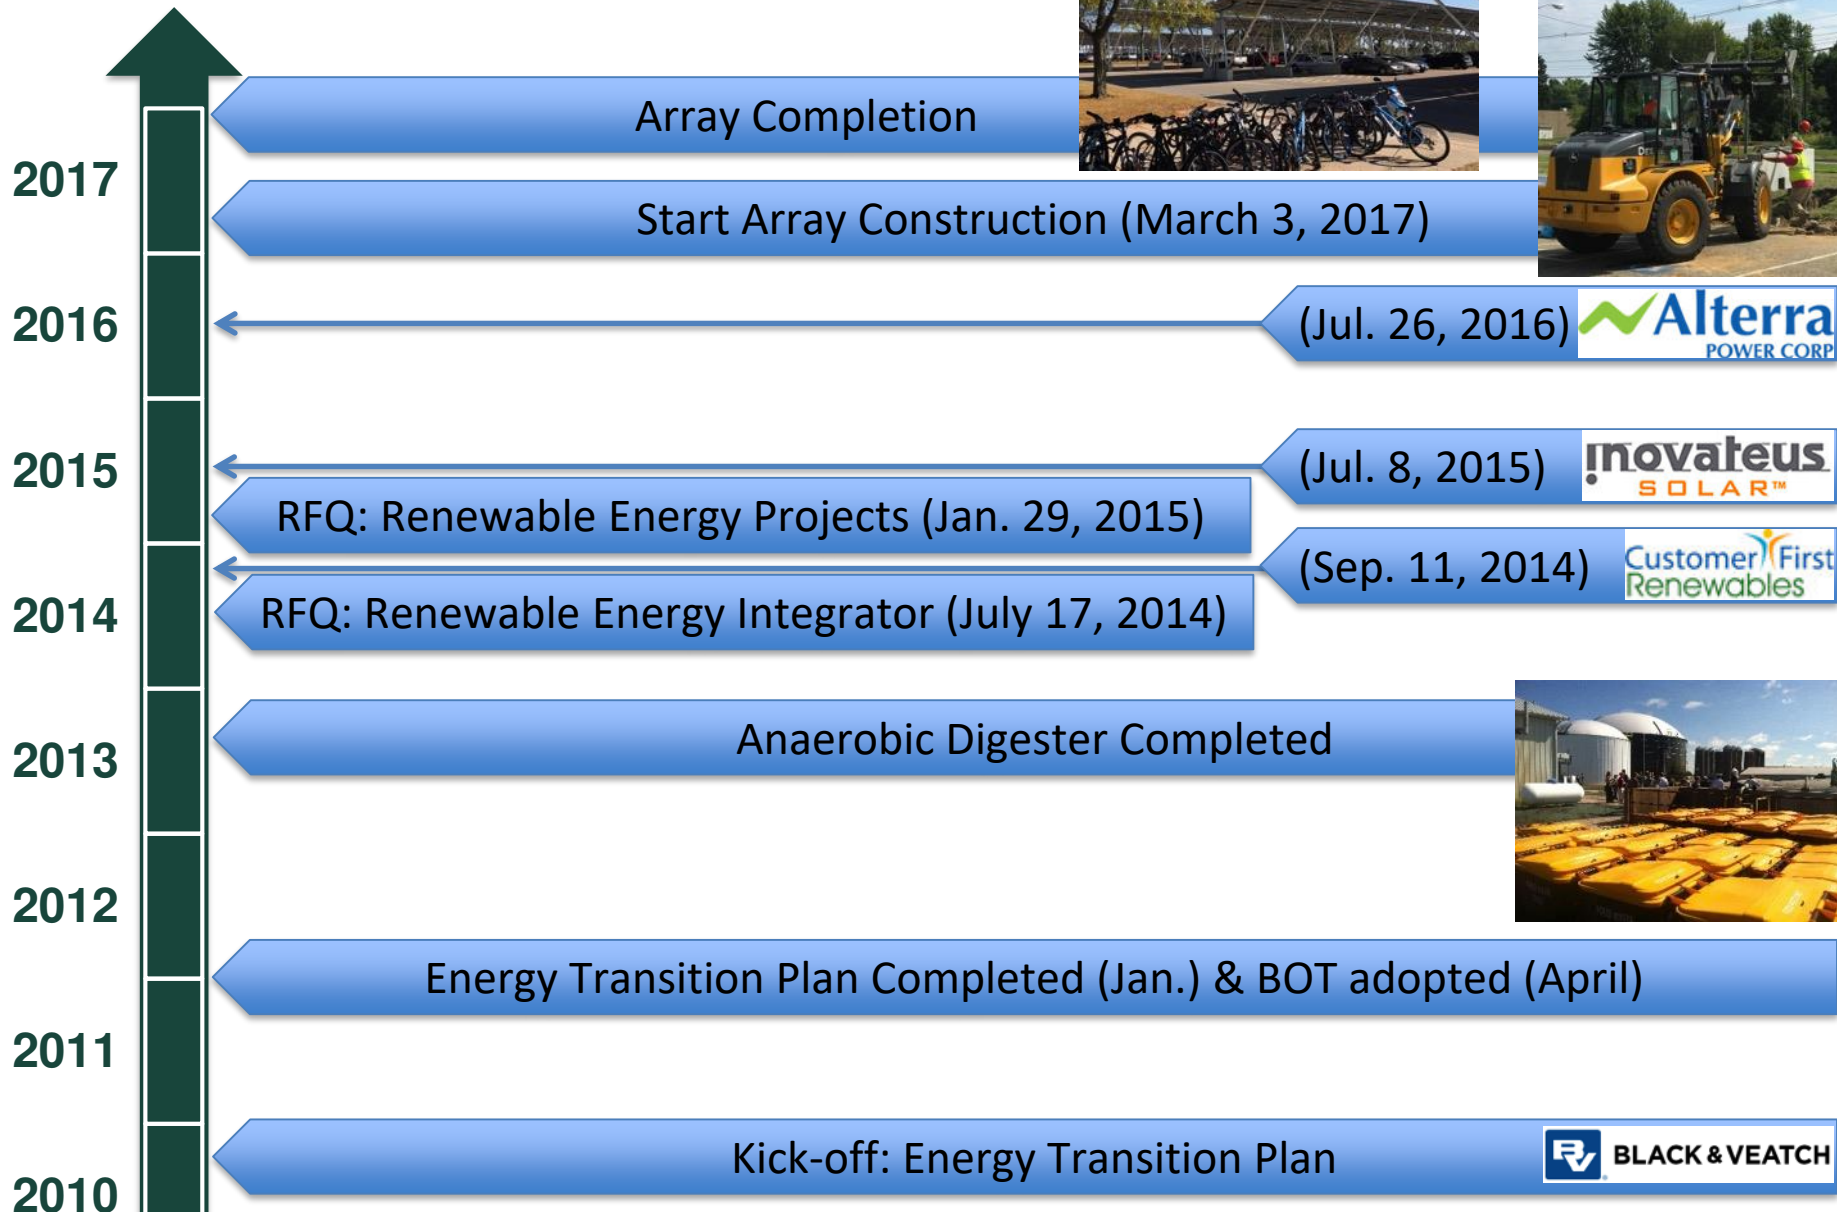 Array Completion
2017
Start Array Construction (March 3, 2017)
2016
(Jul. 26, 2016)
Alterra
POWER CORP
2015
(Jul. 8, 2015)
inovateus
SOLAR™
RFQ: Renewable Energy Projects (Jan. 29, 2015)
(Sep. 11, 2014)
Customer First
Renewables
2014
RFQ: Renewable Energy Integrator (July 17, 2014)
Anaerobic Digester Completed
2013
2012
Energy Transition Plan Completed (Jan.) & BOT adopted (April)
2011
Kick-off: Energy Transition Plan
BV
BLACK & VEATCH
2010